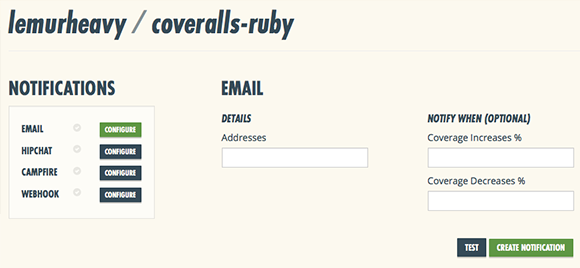 lemurheavy / coveralls-ruby
NOTIFICATIONS
EMAIL CONFIGURE
HIPCHAT CONFIGURE
CAMPFIRE CONFIGURE
WEBHOOK CONFIGURE
EMAIL
DETAILS
Addresses
NOTIFY WHEN (OPTIONAL)
Coverage Increases %
Coverage Decreases %
TEST CREATE NOTIFICATION